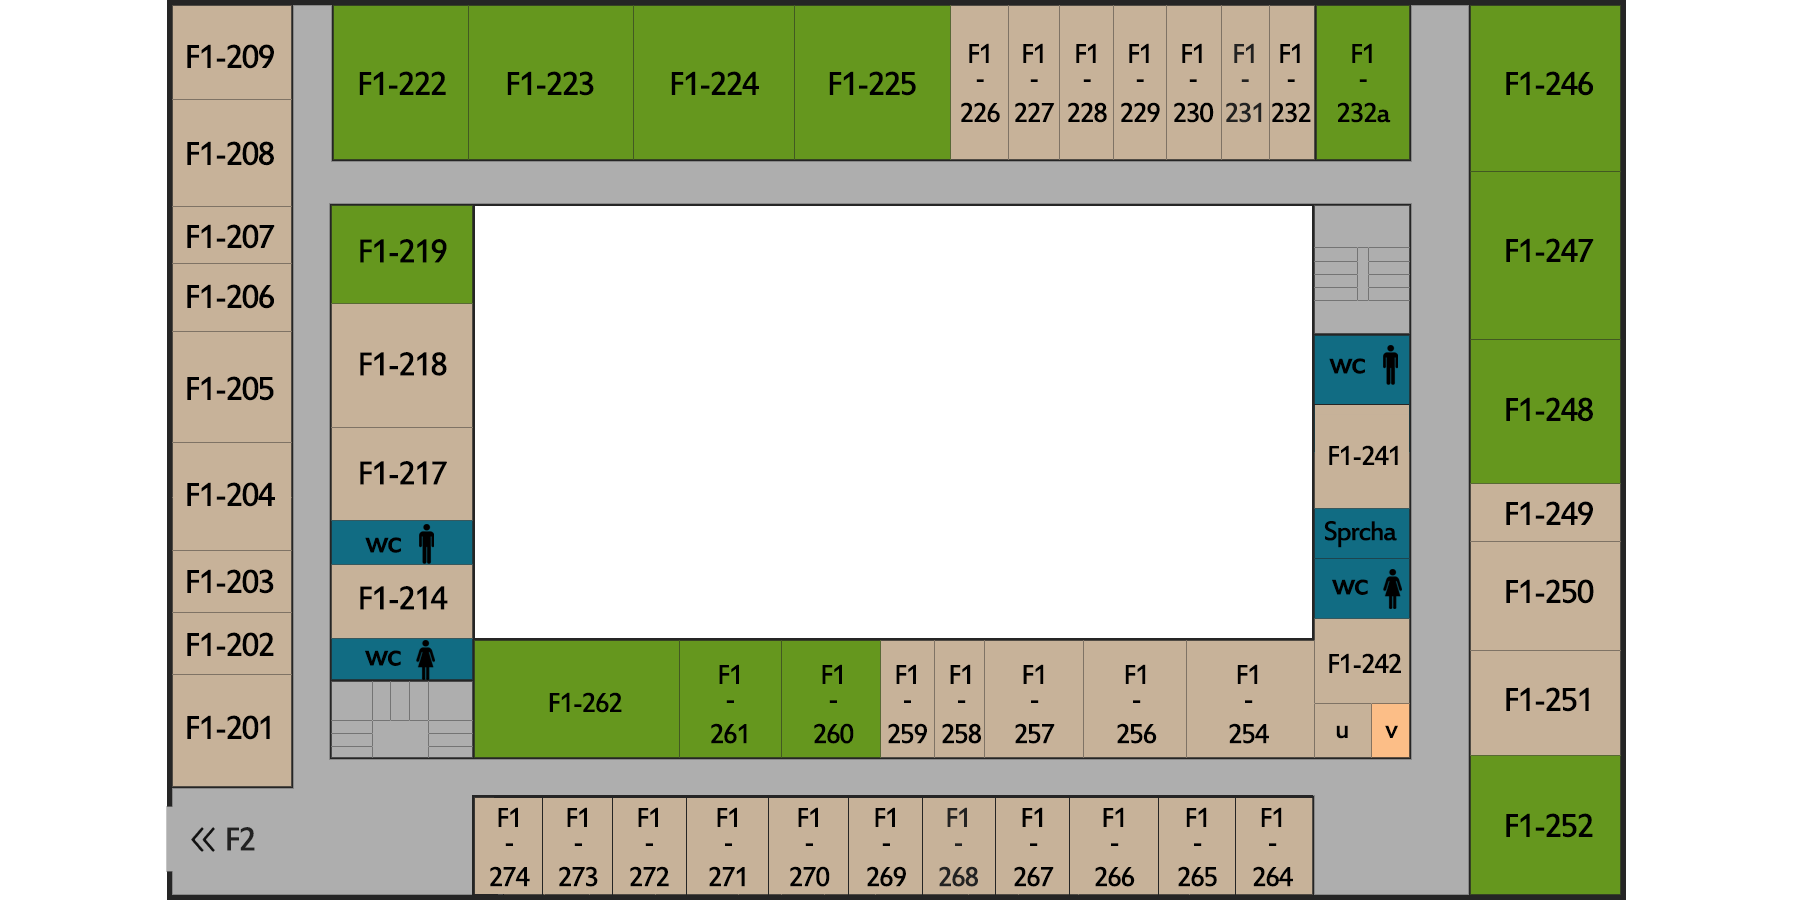 F1-209
F1-208
F1-207
F1-206
F1-205
F1-204
F1-203
F1-202
F1-201
F2
F1-222
F1-223
F1-224
F1-225
F1
-
226
F1
-
227
F1
-
228
F1
-
229
F1
-
230
F1
-
231
F1
-
232
F1
-
232a
F1-219
F1-218
F1-217
WC
F1-214
WC
F1-262
F1
-
261
F1
-
260
F1
-
259
F1
-
258
F1
-
257
F1
-
256
F1
-
254
WC
F1-241
Sprcha
WC
F1-242
u
v
F1-246
F1-247
F1-248
F1-249
F1-250
F1-251
F1-252
F1
-
274
F1
-
273
F1
-
272
F1
-
271
F1
-
270
F1
-
269
F1
-
268
F1
-
267
F1
-
266
F1
-
265
F1
-
264